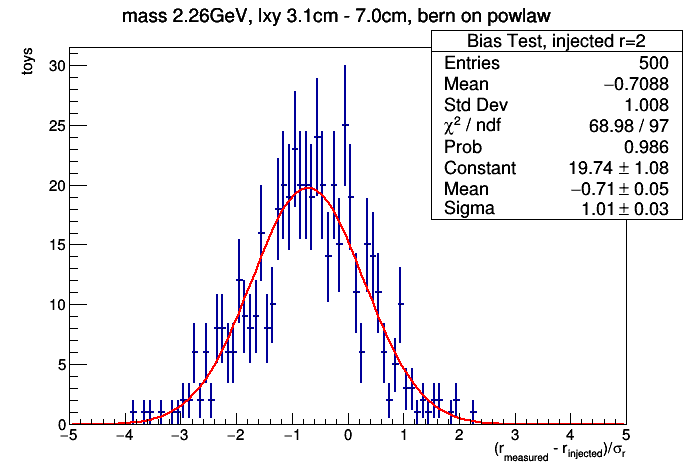 mass 2.26GeV, lxy 3.1cm - 7.0cm, bern on powlaw
Bias Test, injected r=2
Entries 500
Mean −0.7088
Std Dev 1.008
χ² / ndf 68.98 / 97
Prob 0.986
Constant 19.74 ± 1.08
Mean −0.71 ± 0.05
Sigma 1.01 ± 0.03
toys
30
25
20
15
10
5
0
−5 −4 −3 −2 −1 0 1 2 3 4 5
(r_measured - r_injected)/σ_r